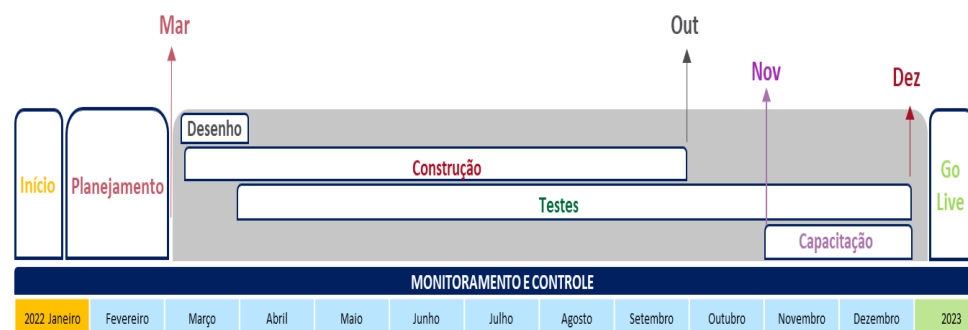 Mar
Out
Nov
Dez
Desenho
Início
Planejamento
Construção
Go
Live
Testes
Capacitação
MONITORAMENTO E CONTROLE
2022 Janeiro
Fevereiro
Março
Abril
Maio
Junho
Julho
Agosto
Setembro
Outubro
Novembro
Dezembro
2023